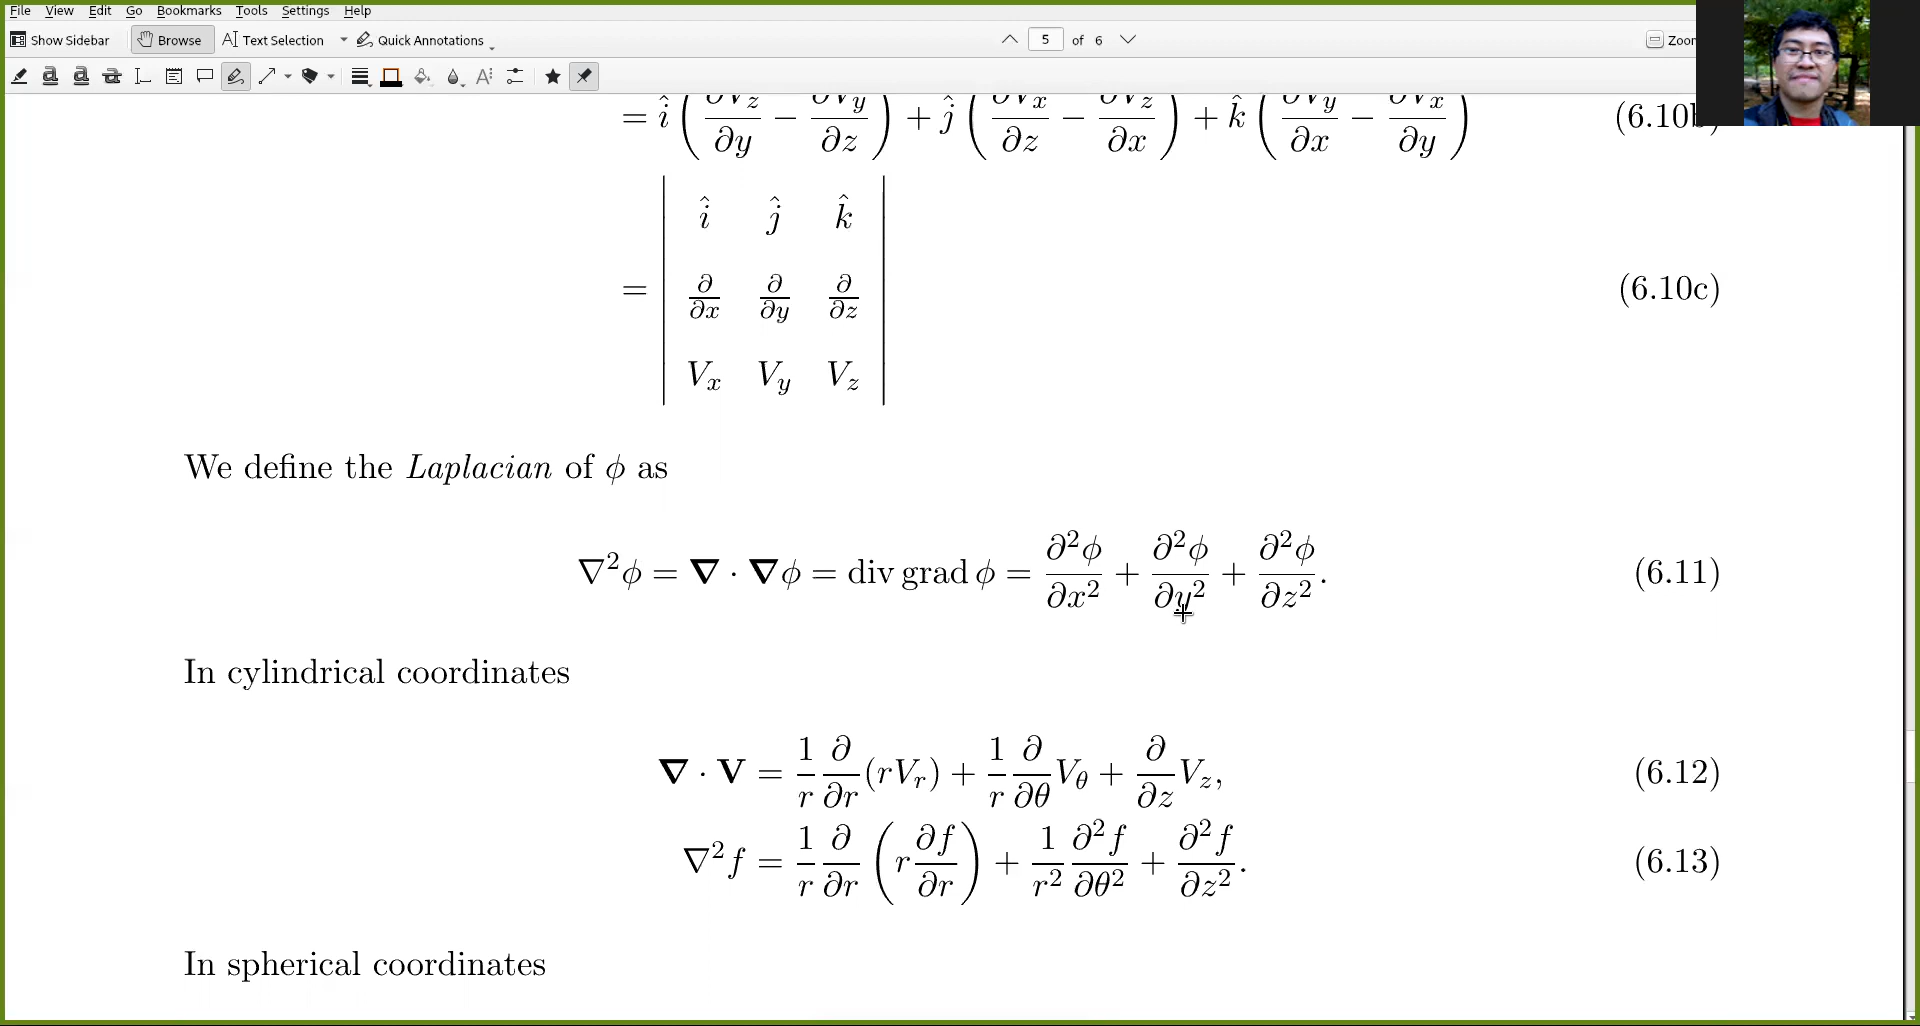 File View Edit Go Bookmarks Tools Settings Help
Show Sidebar Browse Text Selection Quick Annotations 5 of 6
= î (∂V_z/∂y − ∂V_y/∂z) + ĵ (∂V_x/∂z − ∂V_z/∂x) + k̂ (∂V_y/∂x − ∂V_x/∂y) (6.10b)
= | î ĵ k̂ |
| ∂/∂x ∂/∂y ∂/∂z | (6.10c)
| V_x V_y V_z |
We define the Laplacian of ϕ as
∇²ϕ = ∇ · ∇ϕ = div grad ϕ = ∂²ϕ/∂x² + ∂²ϕ/∂y² + ∂²ϕ/∂z². (6.11)
In cylindrical coordinates
∇ · V = 1/r ∂/∂r (rV_r) + 1/r ∂/∂θ V_θ + ∂/∂z V_z, (6.12)
∇²f = 1/r ∂/∂r (r ∂f/∂r) + 1/r² ∂²f/∂θ² + ∂²f/∂z². (6.13)
In spherical coordinates